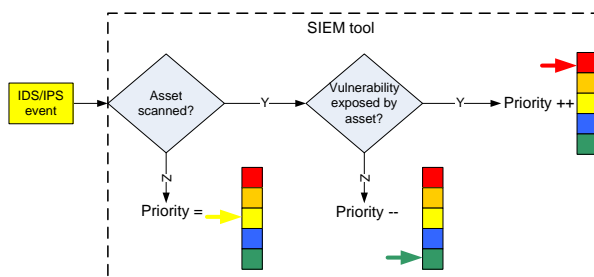 SIEM tool
IDS/IPS
event
Asset
scanned?
Y
Vulnerability
exposed by
asset?
Y
Priority ++
N
N
Priority =
Priority --